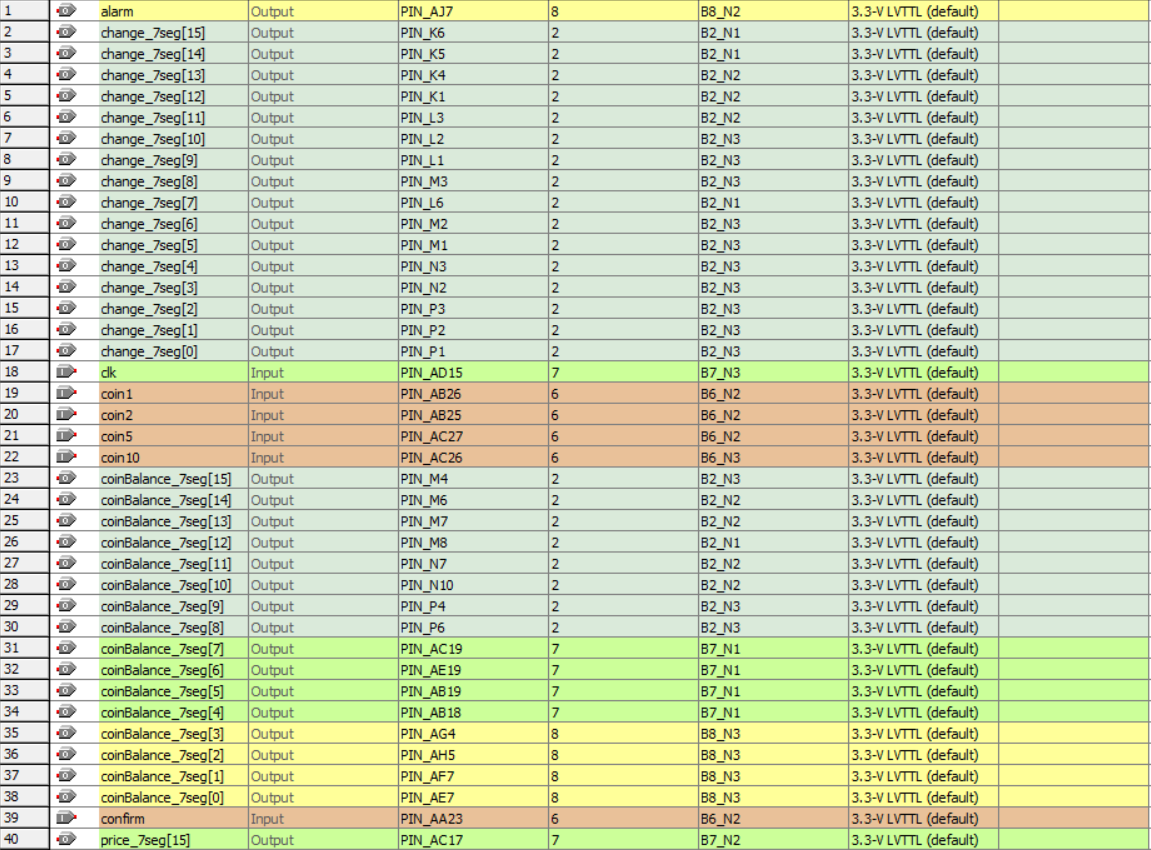 1 alarm Output PIN_AJ7 8 B8_N2 3.3-V LVTTL (default)
2 change_7seg[15] Output PIN_K6 2 B2_N1 3.3-V LVTTL (default)
3 change_7seg[14] Output PIN_K5 2 B2_N1 3.3-V LVTTL (default)
4 change_7seg[13] Output PIN_K4 2 B2_N2 3.3-V LVTTL (default)
5 change_7seg[12] Output PIN_K1 2 B2_N2 3.3-V LVTTL (default)
6 change_7seg[11] Output PIN_L3 2 B2_N2 3.3-V LVTTL (default)
7 change_7seg[10] Output PIN_L2 2 B2_N3 3.3-V LVTTL (default)
8 change_7seg[9] Output PIN_L1 2 B2_N3 3.3-V LVTTL (default)
9 change_7seg[8] Output PIN_M3 2 B2_N3 3.3-V LVTTL (default)
10 change_7seg[7] Output PIN_L6 2 B2_N1 3.3-V LVTTL (default)
11 change_7seg[6] Output PIN_M2 2 B2_N3 3.3-V LVTTL (default)
12 change_7seg[5] Output PIN_M1 2 B2_N3 3.3-V LVTTL (default)
13 change_7seg[4] Output PIN_N3 2 B2_N3 3.3-V LVTTL (default)
14 change_7seg[3] Output PIN_N2 2 B2_N3 3.3-V LVTTL (default)
15 change_7seg[2] Output PIN_P3 2 B2_N3 3.3-V LVTTL (default)
16 change_7seg[1] Output PIN_P2 2 B2_N3 3.3-V LVTTL (default)
17 change_7seg[0] Output PIN_P1 2 B2_N3 3.3-V LVTTL (default)
18 clk Input PIN_AD15 7 B7_N3 3.3-V LVTTL (default)
19 coin1 Input PIN_AB26 6 B6_N2 3.3-V LVTTL (default)
20 coin2 Input PIN_AB25 6 B6_N2 3.3-V LVTTL (default)
21 coin5 Input PIN_AC27 6 B6_N2 3.3-V LVTTL (default)
22 coin10 Input PIN_AC26 6 B6_N3 3.3-V LVTTL (default)
23 coinBalance_7seg[15] Output PIN_M4 2 B2_N3 3.3-V LVTTL (default)
24 coinBalance_7seg[14] Output PIN_M6 2 B2_N2 3.3-V LVTTL (default)
25 coinBalance_7seg[13] Output PIN_M7 2 B2_N2 3.3-V LVTTL (default)
26 coinBalance_7seg[12] Output PIN_M8 2 B2_N1 3.3-V LVTTL (default)
27 coinBalance_7seg[11] Output PIN_N7 2 B2_N2 3.3-V LVTTL (default)
28 coinBalance_7seg[10] Output PIN_N10 2 B2_N2 3.3-V LVTTL (default)
29 coinBalance_7seg[9] Output PIN_P4 2 B2_N3 3.3-V LVTTL (default)
30 coinBalance_7seg[8] Output PIN_P6 2 B2_N3 3.3-V LVTTL (default)
31 coinBalance_7seg[7] Output PIN_AC19 7 B7_N1 3.3-V LVTTL (default)
32 coinBalance_7seg[6] Output PIN_AE19 7 B7_N1 3.3-V LVTTL (default)
33 coinBalance_7seg[5] Output PIN_AB19 7 B7_N1 3.3-V LVTTL (default)
34 coinBalance_7seg[4] Output PIN_AB18 7 B7_N1 3.3-V LVTTL (default)
35 coinBalance_7seg[3] Output PIN_AG4 8 B8_N3 3.3-V LVTTL (default)
36 coinBalance_7seg[2] Output PIN_AH5 8 B8_N3 3.3-V LVTTL (default)
37 coinBalance_7seg[1] Output PIN_AF7 8 B8_N3 3.3-V LVTTL (default)
38 coinBalance_7seg[0] Output PIN_AE7 8 B8_N3 3.3-V LVTTL (default)
39 confirm Input PIN_AA23 6 B6_N2 3.3-V LVTTL (default)
40 price_7seg[15] Output PIN_AC17 7 B7_N2 3.3-V LVTTL (default)